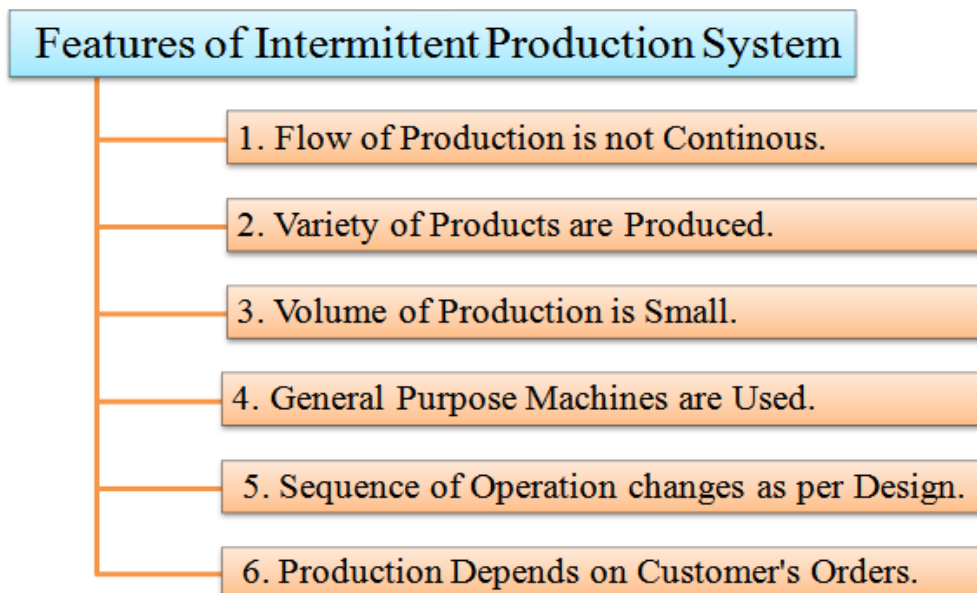 Features of Intermittent Production System
1. Flow of Production is not Continous.
2. Variety of Products are Produced.
3. Volume of Production is Small.
4. General Purpose Machines are Used.
5. Sequence of Operation changes as per Design.
6. Production Depends on Customer's Orders.